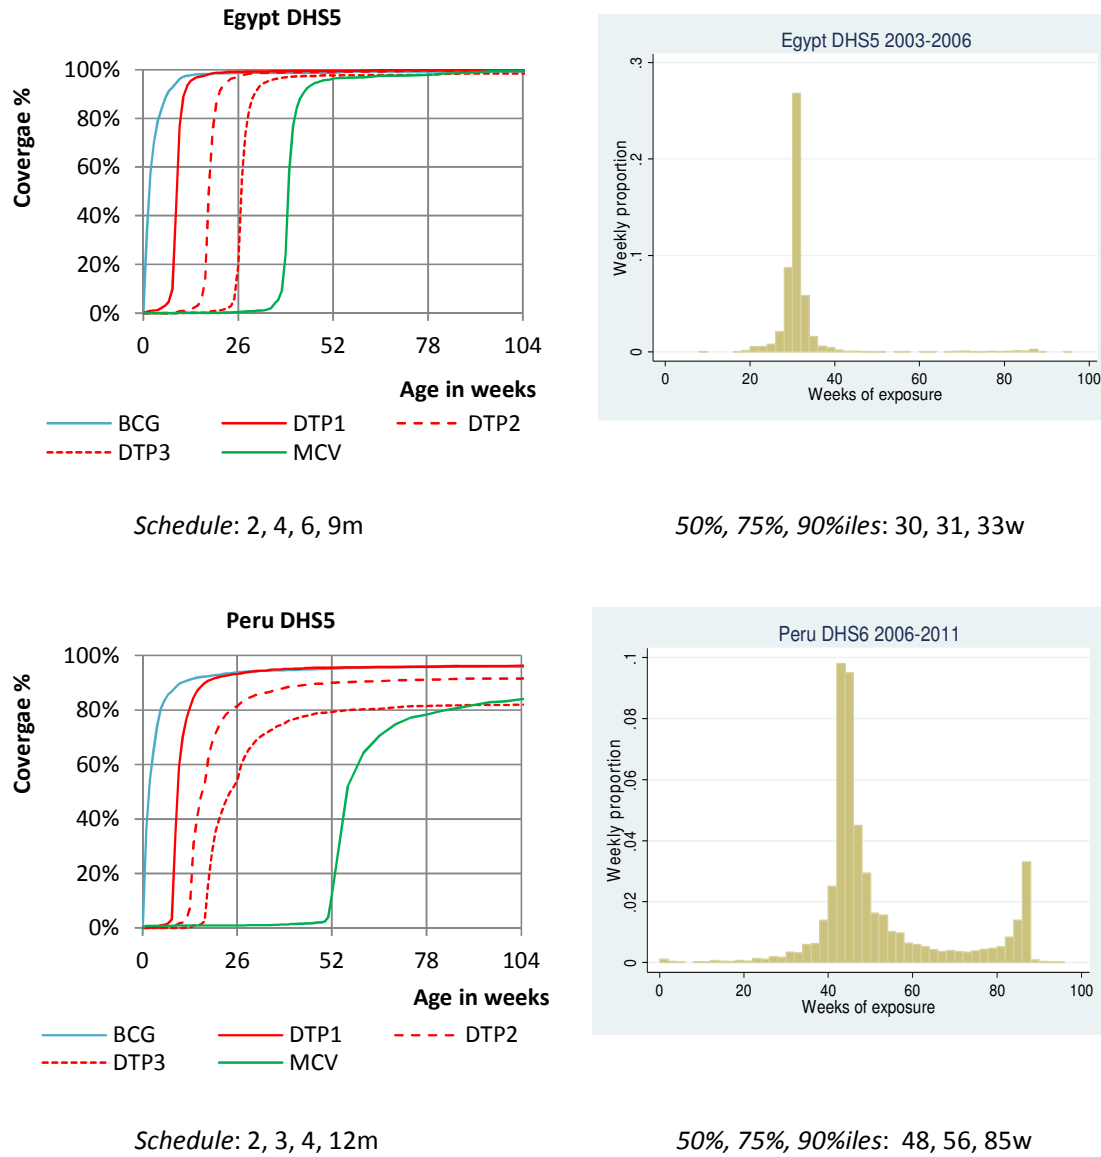 Egypt DHS5
Covergae %
100%
80%
60%
40%
20%
0%
0 26 52 78 104
Age in weeks
BCG DTP1 DTP2
DTP3 MCV
Schedule: 2, 4, 6, 9m
Egypt DHS5 2003-2006
Weekly proportion
.3
.2
.1
0
0 20 40 60 80 100
Weeks of exposure
50%, 75%, 90%iles: 30, 31, 33w
Peru DHS5
Covergae %
100%
80%
60%
40%
20%
0%
0 26 52 78 104
Age in weeks
BCG DTP1 DTP2
DTP3 MCV
Schedule: 2, 3, 4, 12m
Peru DHS6 2006-2011
Weekly proportion
.1
.08
.06
.04
.02
0
0 20 40 60 80 100
Weeks of exposure
50%, 75%, 90%iles: 48, 56, 85w